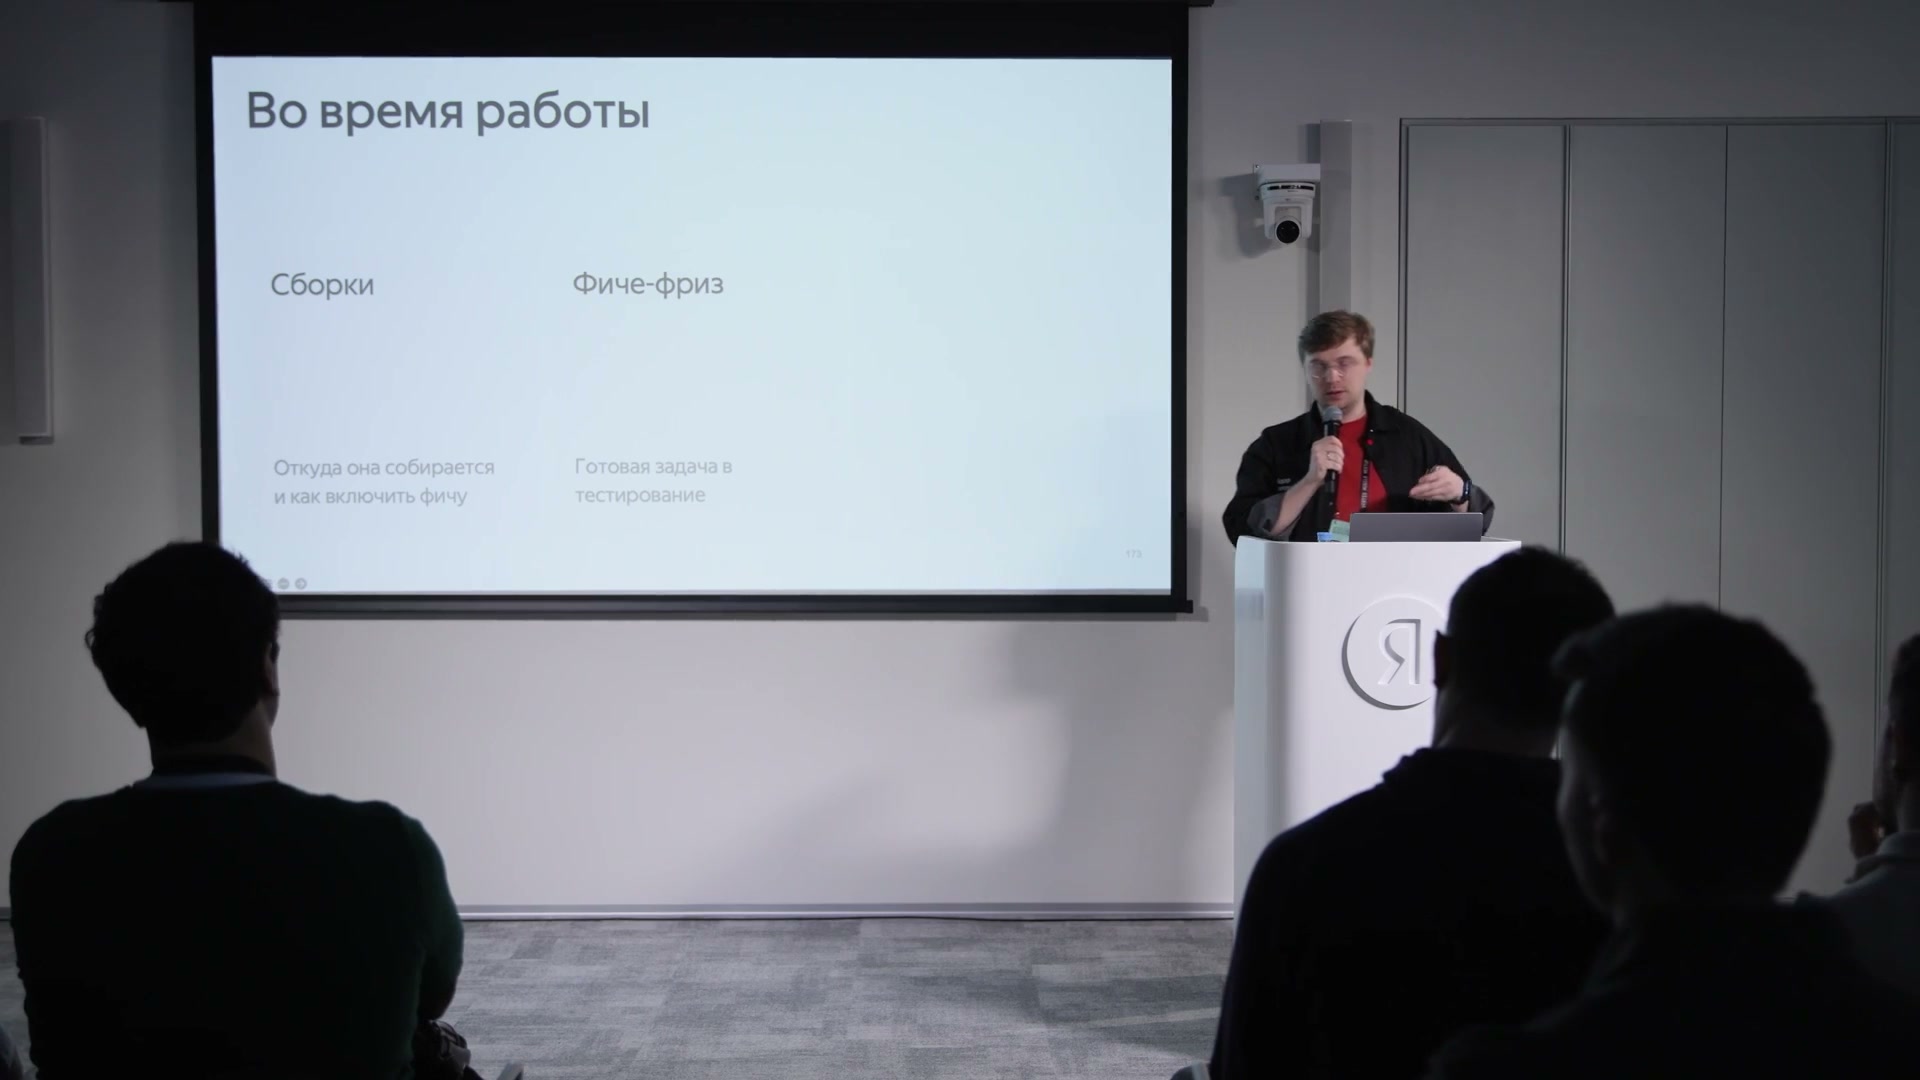 Во время работы
Сборки
Фиче-фриз
Откуда она собирается
и как включить фичу
Готовая задача в
тестирование
173
Я